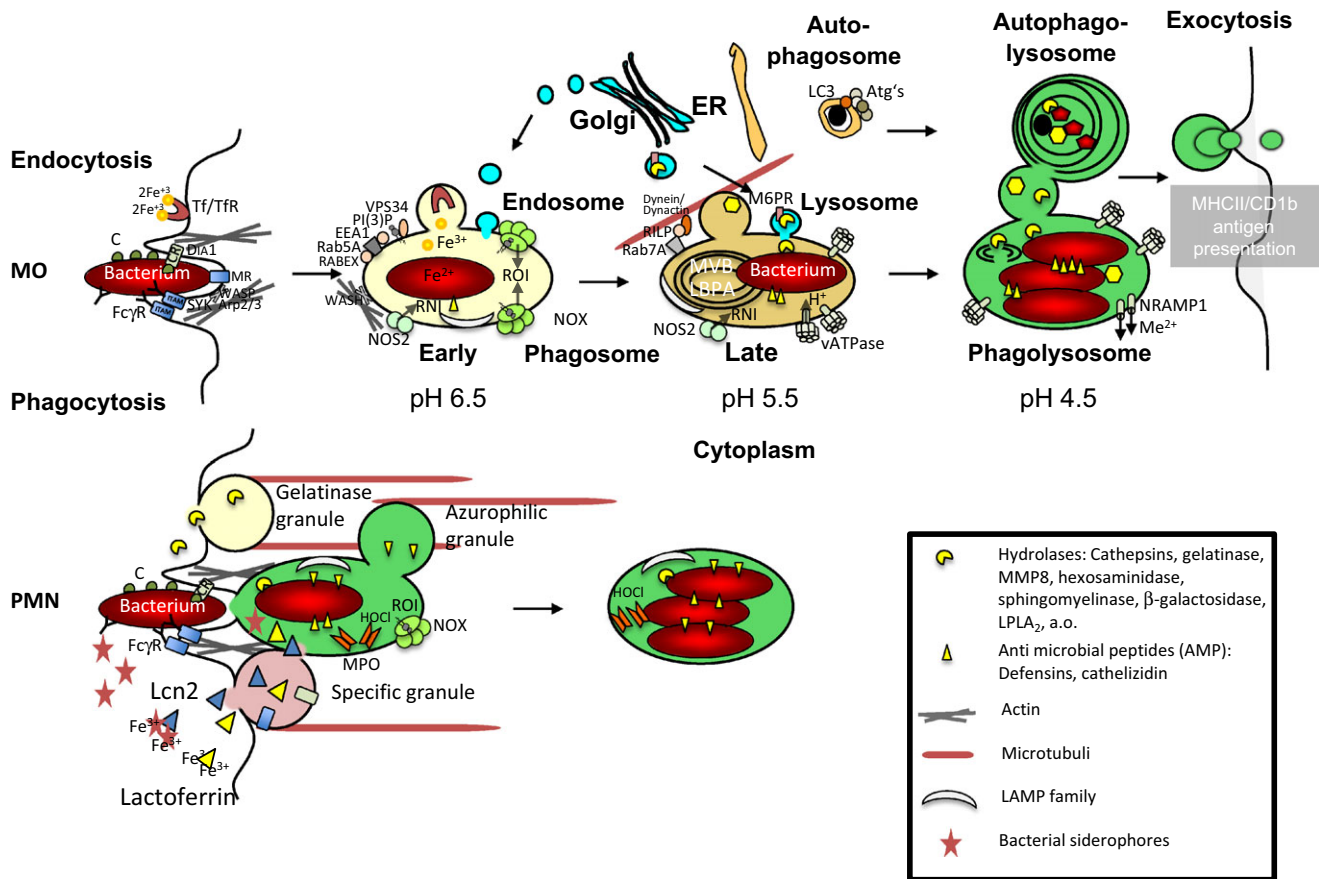 Auto-
phagosome
Autophago-
lysosome
Exocytosis
LC3
Atg's
ER
Golgi
Endocytosis
2Fe+3
2Fe+3
Tf/TfR
VPS34
PI(3)P
EEA1
Rab5A
RABEX
Endosome
Dynein/
Dynactin
RILP
Rab7A
M6PR
Lysosome
MHCII/CD1b
antigen
presentation
C
DIA1
MO
Bacterium
MR
ITAM
ITAM
SYK
WASP
Arp2/3
FcγR
Fe3+
Fe2+
ROI
RNI
WASH
NOS2
NOX
MVB
LBPA
Bacterium
H+
RNI
NOS2
vATPase
NRAMP1
Me2+
Early
Phagosome
Late
Phagolysosome
Phagocytosis
pH 6.5
pH 5.5
pH 4.5
Cytoplasm
Gelatinase
granule
Azurophilic
granule
C
PMN
Bacterium
FcγR
HOCl
ROI
NOX
MPO
HOCl
Lcn2
Specific granule
Fe3+
Fe3+
Fe3
Fe3+
Lactoferrin
Hydrolases: Cathepsins, gelatinase,
MMP8, hexosaminidase,
sphingomyelinase, β-galactosidase,
LPLA2, a.o.
Anti microbial peptides (AMP):
Defensins, cathelizidin
Actin
Microtubuli
LAMP family
Bacterial siderophores